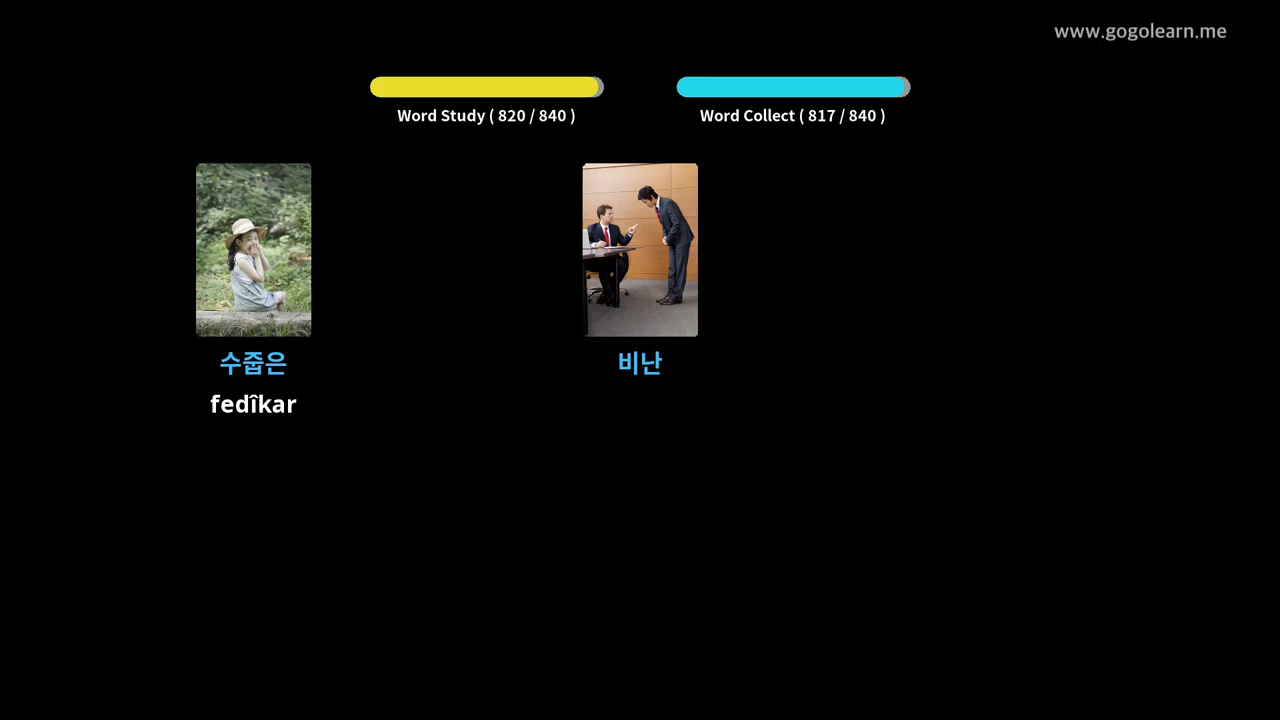 www.gogolearn.me
Word Study ( 820 / 840 )
Word Collect ( 817 / 840 )
수줍은
비난
fedîkar